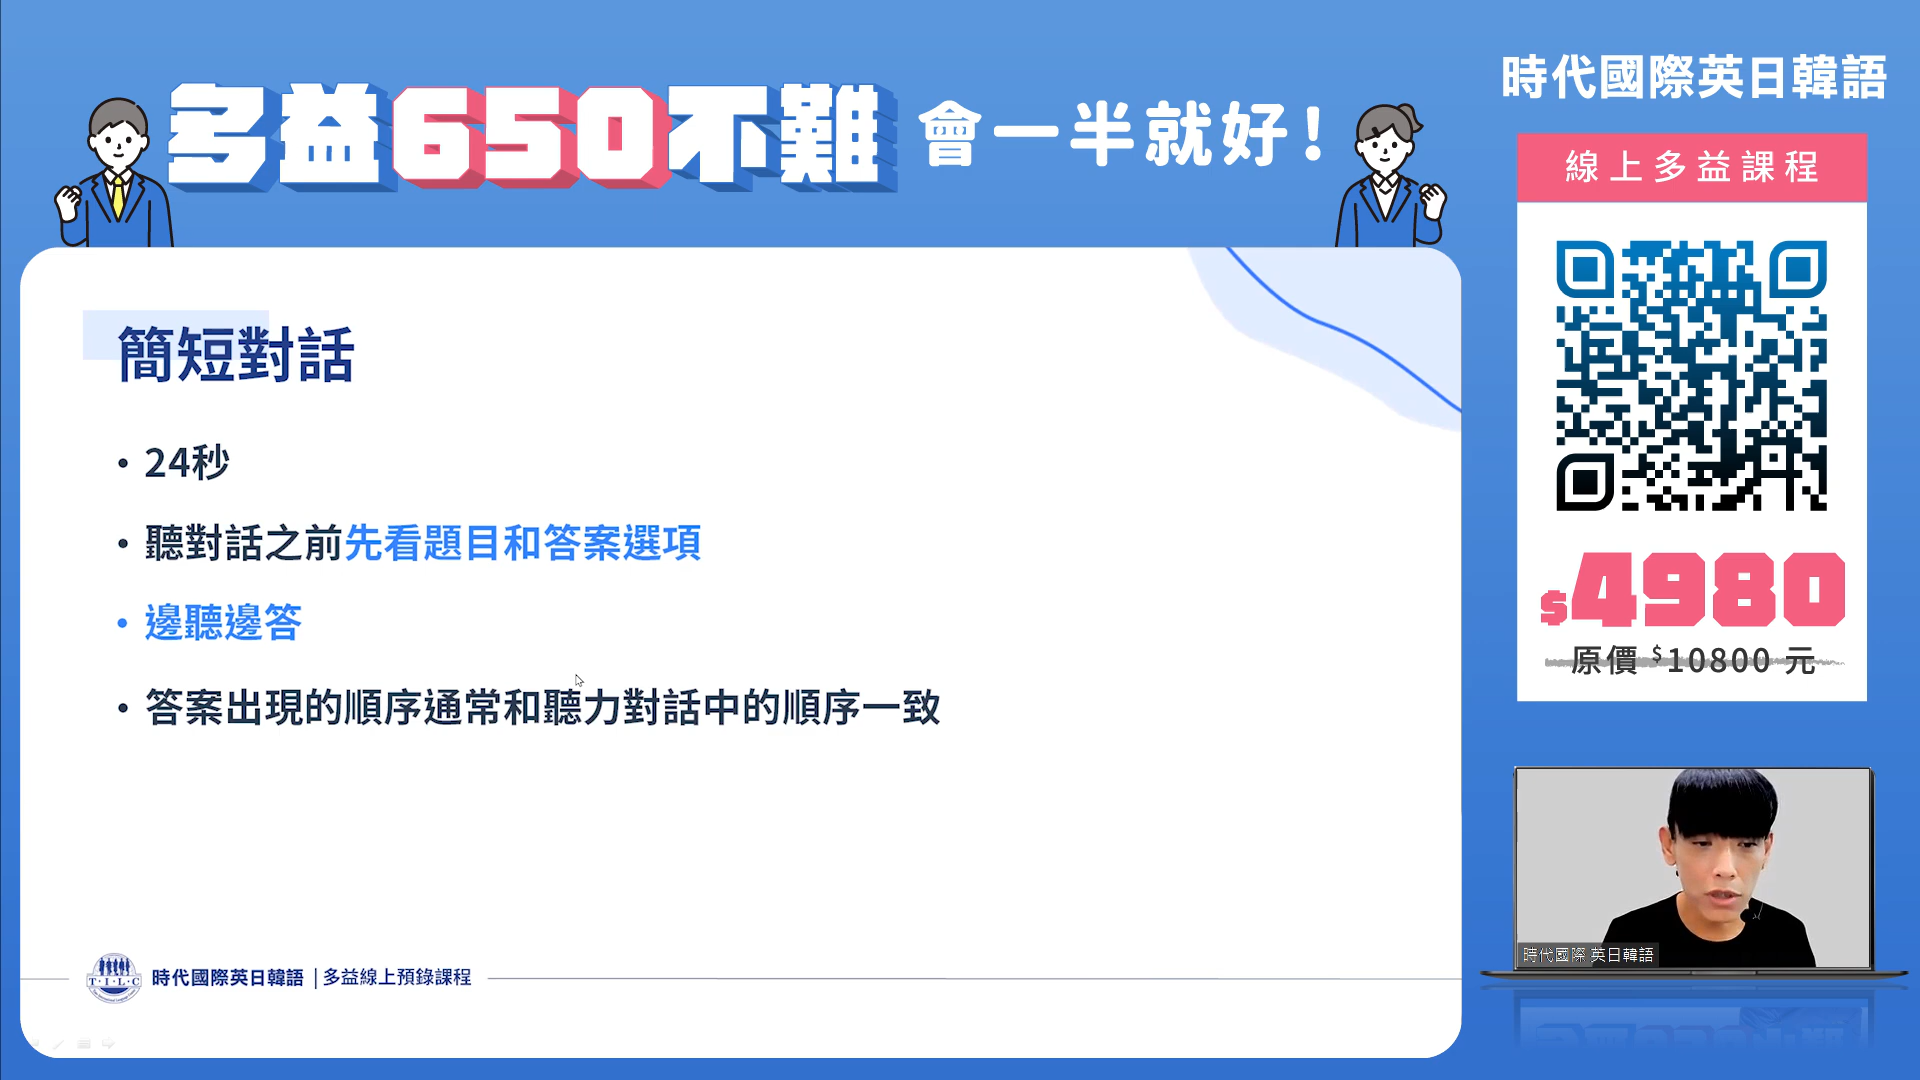 多益650不難 會一半就好！
時代國際英日韓語
線上多益課程
$4980
原價 $10800 元
簡短對話
• 24秒
• 聽對話之前先看題目和答案選項
• 邊聽邊答
• 答案出現的順序通常和聽力對話中的順序一致
T·I·L·C
時代國際英日韓語 | 多益線上預錄課程
時代國際 英日韓語